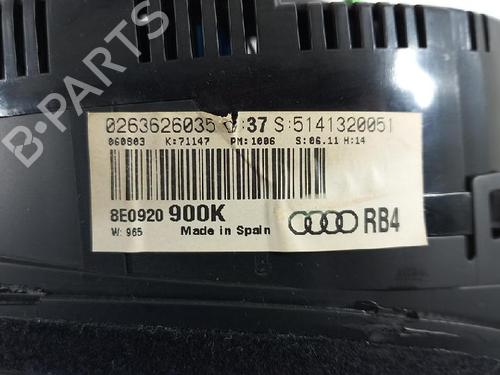 0263626035 :37 S:5141320051
060803 K:71147 PM:1006 S:06.11 H:14
8E0920 900K
W: 965 Made in Spain RB4
B-PARTS